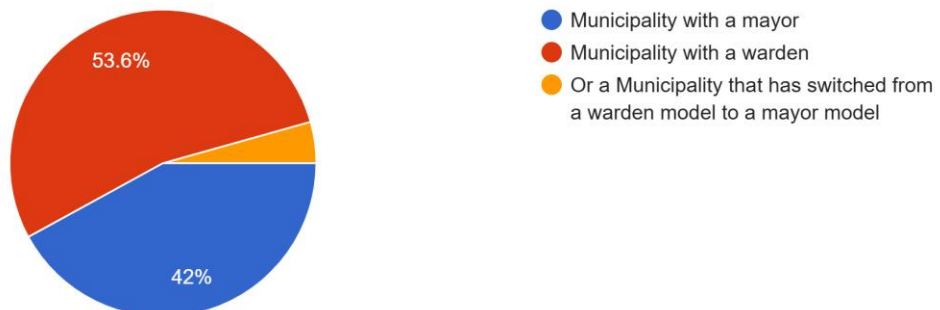 Municipality with a mayor
53.6%
Municipality with a warden
Or a Municipality that has switched from
a warden model to a mayor model
42%